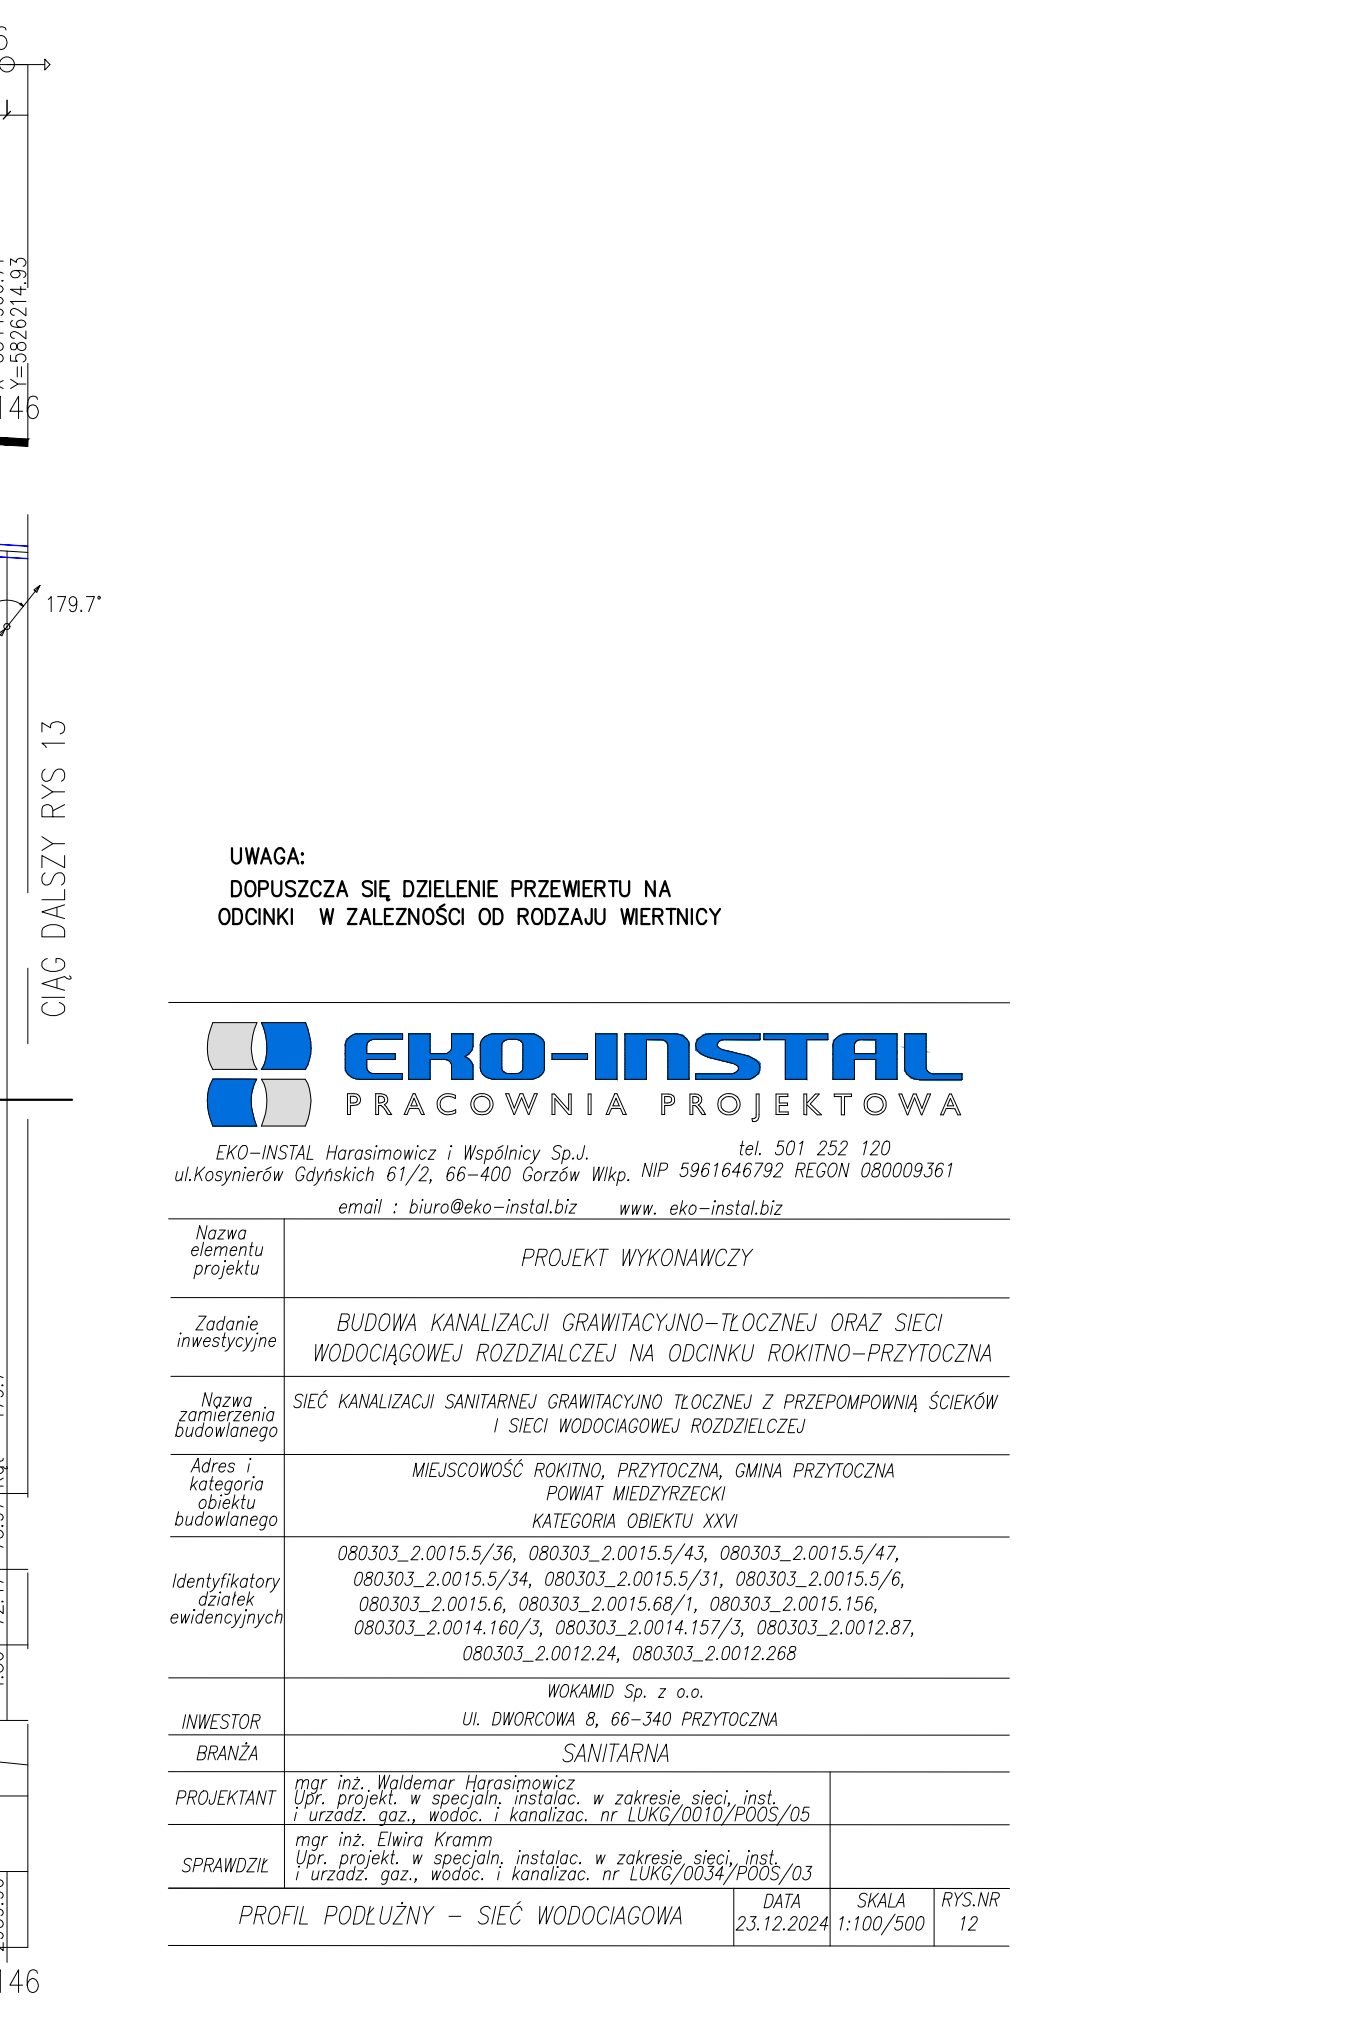 Y=5826214.93
146
179.7°
CIĄG DALSZY RYS 13
UWAGA:
DOPUSZCZA SIĘ DZIELENIE PRZEWIERTU NA
ODCINKI W ZALEZNOŚCI OD RODZAJU WIERTNICY
EKO-INSTAL
PRACOWNIA PROJEKTOWA
EKO-INSTAL Harasimowicz i Wspólnicy Sp.J.
tel. 501 252 120
ul.Kosynierów Gdyńskich 61/2, 66-400 Gorzów Wlkp.
NIP 5961646792 REGON 080009361
email : biuro@eko-instal.biz www. eko-instal.biz
Nazwa
elementu
projektu
PROJEKT WYKONAWCZY
Zadanie
inwestycyjne
BUDOWA KANALIZACJI GRAWITACYJNO-TŁOCZNEJ ORAZ SIECI
WODOCIĄGOWEJ ROZDZIALCZEJ NA ODCINKU ROKITNO-PRZYTOCZNA
Nazwa
zamierzenia
budowlanego
SIEĆ KANALIZACJI SANITARNEJ GRAWITACYJNO TŁOCZNEJ Z PRZEPOMPOWNIĄ ŚCIEKÓW
I SIECI WODOCIAGOWEJ ROZDZIELCZEJ
Adres i
kategoria
obiektu
budowlanego
MIEJSCOWOŚĆ ROKITNO, PRZYTOCZNA, GMINA PRZYTOCZNA
POWIAT MIEDZYRZECKI
KATEGORIA OBIEKTU XXVI
Identyfikatory
działek
ewidencyjnych
080303_2.0015.5/36, 080303_2.0015.5/43, 080303_2.0015.5/47,
080303_2.0015.5/34, 080303_2.0015.5/31, 080303_2.0015.5/6,
080303_2.0015.6, 080303_2.0015.68/1, 080303_2.0015.156,
080303_2.0014.160/3, 080303_2.0014.157/3, 080303_2.0012.87,
080303_2.0012.24, 080303_2.0012.268
INWESTOR
WOKAMID Sp. z o.o.
Ul. DWORCOWA 8, 66-340 PRZYTOCZNA
BRANŻA
SANITARNA
PROJEKTANT
mgr inż. Waldemar Harasimowicz
Upr. projekt. w specjaln. instalac. w zakresie sieci, inst.
i urzadz. gaz., wodoc. i kanalizac. nr LUKG/0010/POOS/05
SPRAWDZIŁ
mgr inż. Elwira Kramm
Upr. projekt. w specjaln. instalac. w zakresie sieci, inst.
i urzadz. gaz., wodoc. i kanalizac. nr LUKG/0034/POOS/03
PROFIL PODŁUŻNY - SIEĆ WODOCIAGOWA
DATA
23.12.2024
SKALA
1:100/500
RYS.NR
12
146